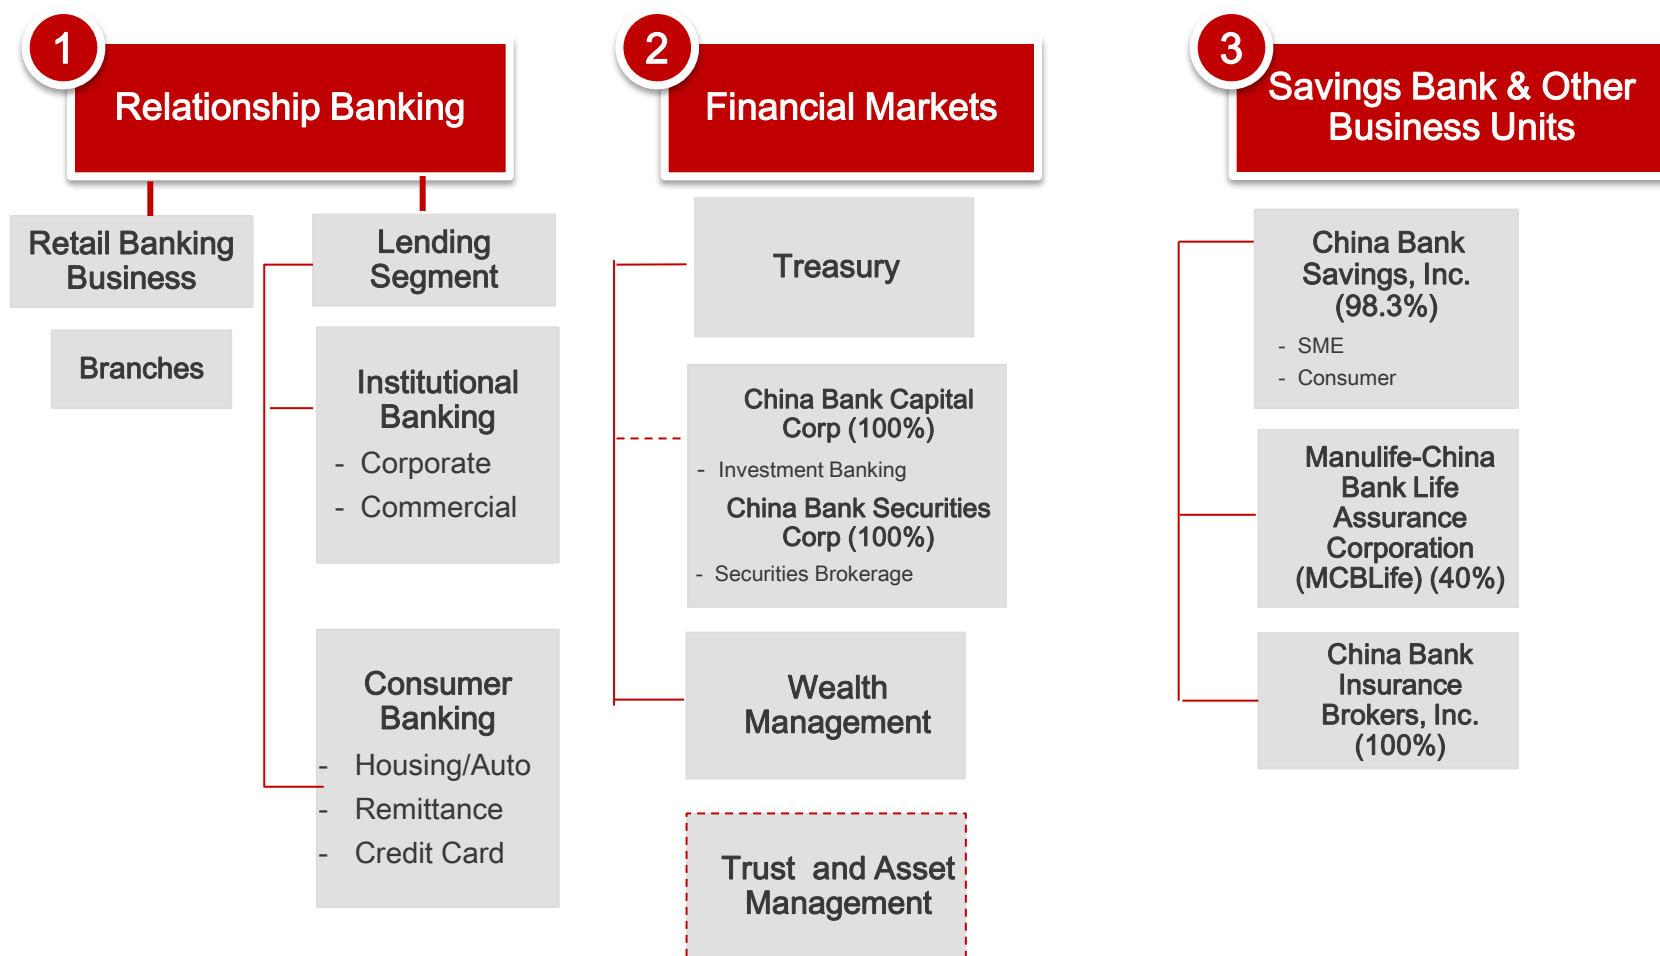 1
Relationship Banking
Retail Banking
Business
Branches
Lending
Segment
Institutional
Banking
- Corporate
- Commercial
Consumer
Banking
- Housing/Auto
- Remittance
- Credit Card
2
Financial Markets
Treasury
China Bank Capital
Corp (100%)
- Investment Banking
China Bank Securities
Corp (100%)
- Securities Brokerage
Wealth
Management
Trust and Asset
Management
3
Savings Bank & Other
Business Units
China Bank
Savings, Inc.
(98.3%)
- SME
- Consumer
Manulife-China
Bank Life
Assurance
Corporation
(MCBLife) (40%)
China Bank
Insurance
Brokers, Inc.
(100%)